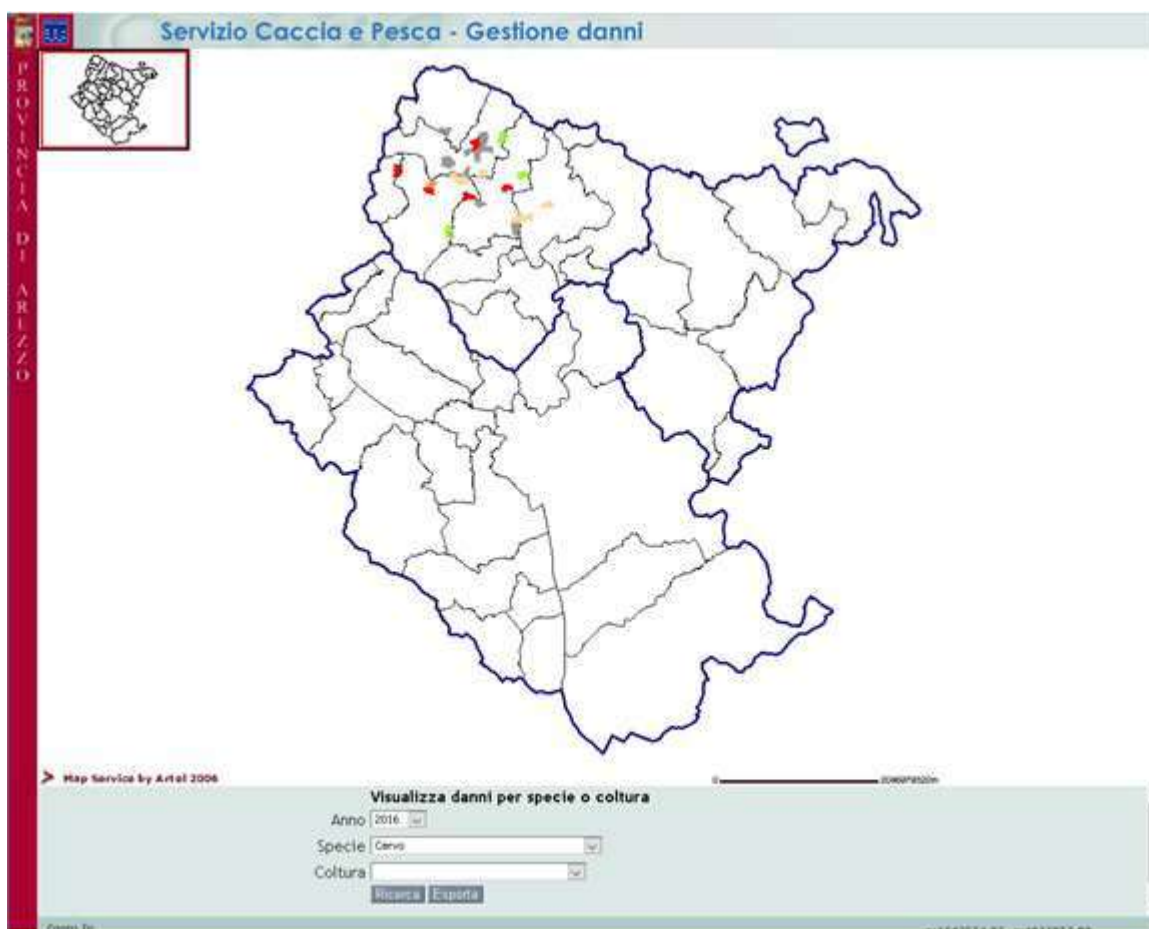 Servizio Caccia e Pesca - Gestione danni
PROVINCIA DI AREZZO
Map Service by Artel 2006
0
Visualizza danni per specie o coltura
Anno 2016
Specie Cervo
Coltura
Ricerca Esporta